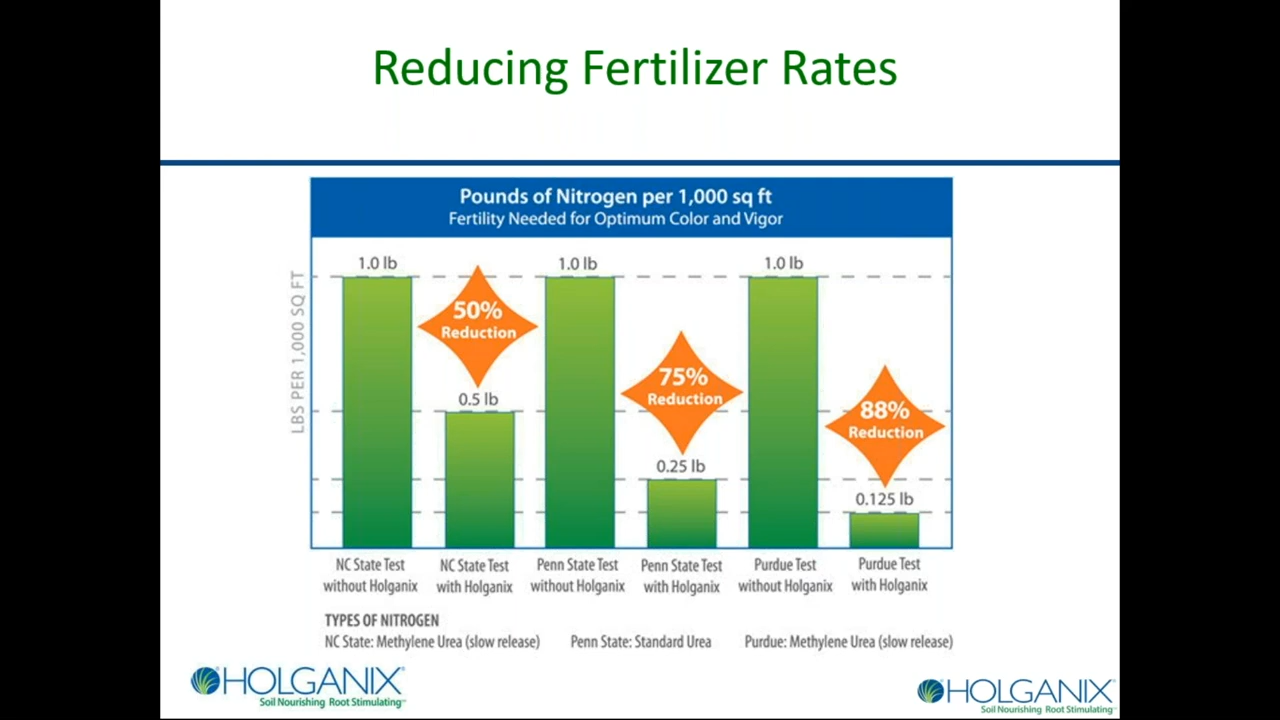 Reducing Fertilizer Rates
Pounds of Nitrogen per 1,000 sq ft
Fertility Needed for Optimum Color and Vigor
LBS PER 1,000 SQ FT
1.0 lb
50%
Reduction
0.5 lb
1.0 lb
75%
Reduction
0.25 lb
1.0 lb
88%
Reduction
0.125 lb
NC State Test
without Holganix
NC State Test
with Holganix
Penn State Test
without Holganix
Penn State Test
with Holganix
Purdue Test
without Holganix
Purdue Test
with Holganix
TYPES OF NITROGEN
NC State: Methylene Urea (slow release)
Penn State: Standard Urea
Purdue: Methylene Urea (slow release)
HOLGANIX
Soil Nourishing Root Stimulating
HOLGANIX
Soil Nourishing Root Stimulating